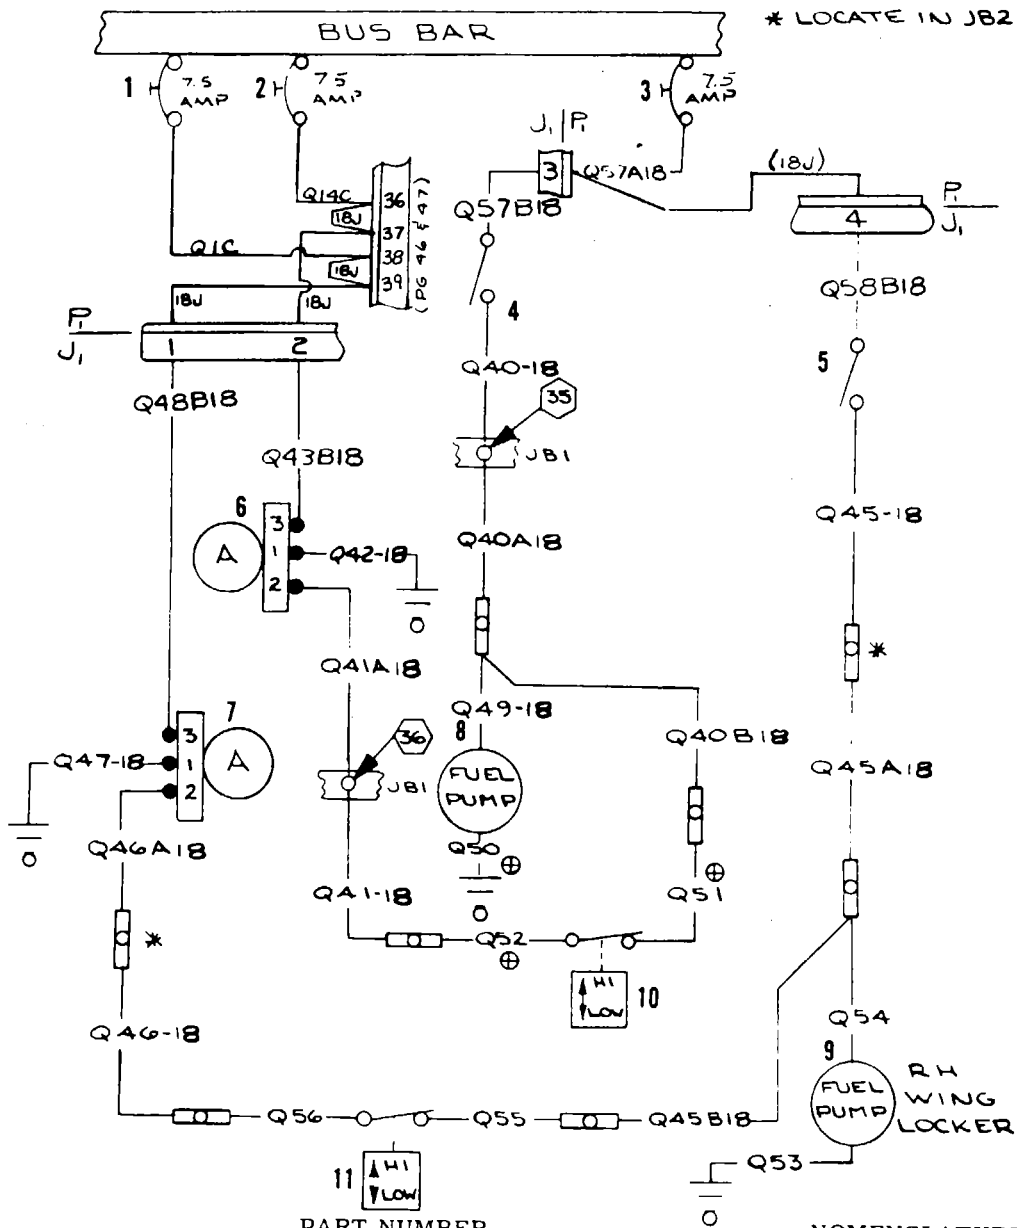 * LOCATE IN JB2
BUS BAR
1 7.5 AMP
2 7.5 AMP
3 7.5 AMP
J1 P1
3
Q57A18
(18J)
Q14C
36
18J
37
Q1C
38
18J
39
(PG 46 & 47)
Q57B18
4
P1
J1
18J
18J
P1
J1
1
2
4
Q58B18
Q48B18
Q40-18
5
35
JB1
Q43B18
6
A
3
1
2
Q42-18
Q40A18
Q45-18
*
Q41A18
Q49-18
Q40B18
7
A
3
1
2
Q47-18
36
JB1
8
FUEL
PUMP
Q45A18
Q46A18
Q50
QA1-18
Q51
*
Q52
HI
LOW
10
Q46-18
Q54
9
FUEL
PUMP
RH
WING
LOCKER
Q56
Q55
Q45B18
Q53
11
HI
LOW